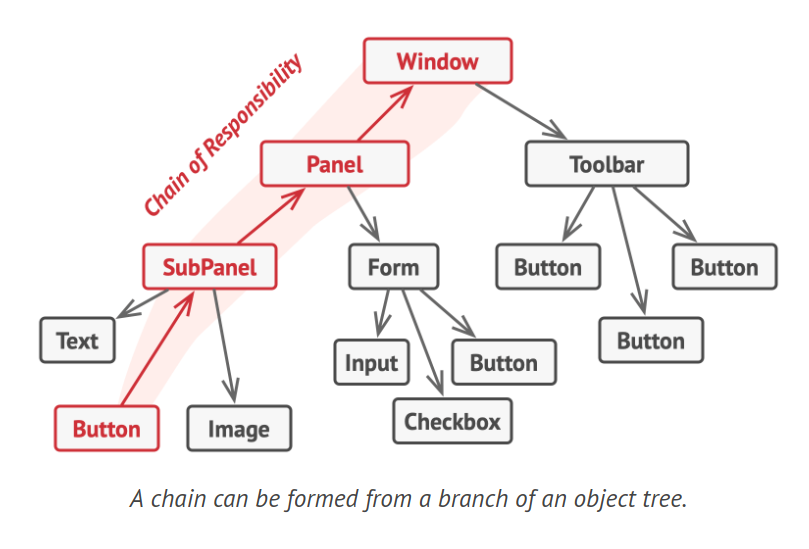 Chain of Responsibility
Window
Panel
Toolbar
SubPanel
Form
Button
Button
Text
Input
Button
Button
Button
Image
Checkbox
A chain can be formed from a branch of an object tree.